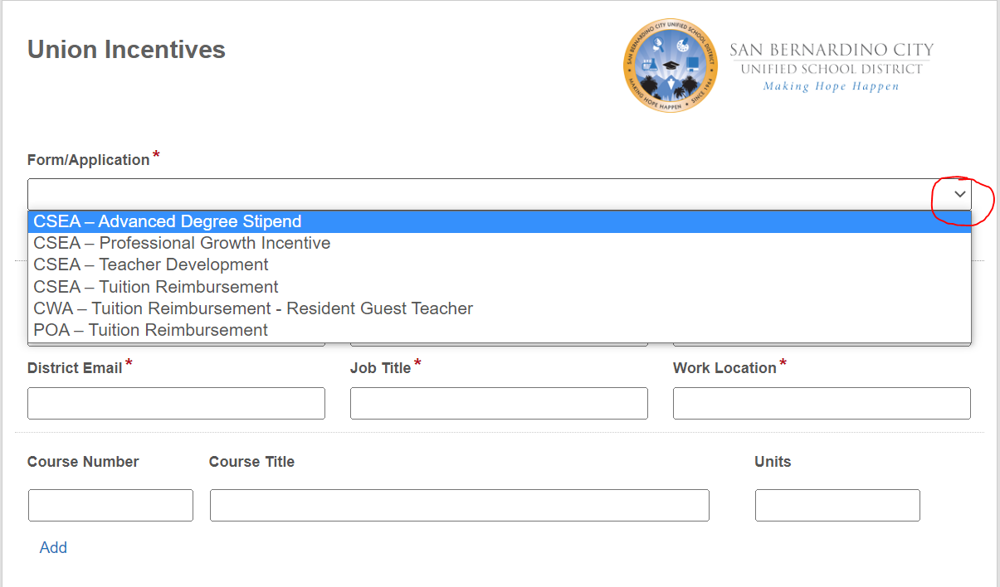 Union Incentives
SAN BERNARDINO CITY UNIFIED SCHOOL DISTRICT
MAKING HOPE HAPPEN • SINCE 1964
SAN BERNARDINO CITY
UNIFIED SCHOOL DISTRICT
Making Hope Happen
Form/Application*
CSEA – Advanced Degree Stipend
CSEA – Professional Growth Incentive
CSEA – Teacher Development
CSEA – Tuition Reimbursement
CWA – Tuition Reimbursement - Resident Guest Teacher
POA – Tuition Reimbursement
District Email* Job Title* Work Location*
Course Number Course Title Units
Add